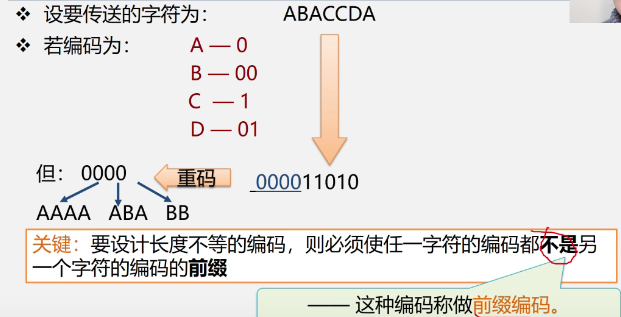 ❖ 设要传送的字符为： ABACCDA
❖ 若编码为： A — 0
B — 00
C — 1
D — 01
但： 0000 重码 000011010
AAAA ABA BB
关键：要设计长度不等的编码，则必须使任一字符的编码都不是另
一个字符的编码的前缀
—— 这种编码称做前缀编码。